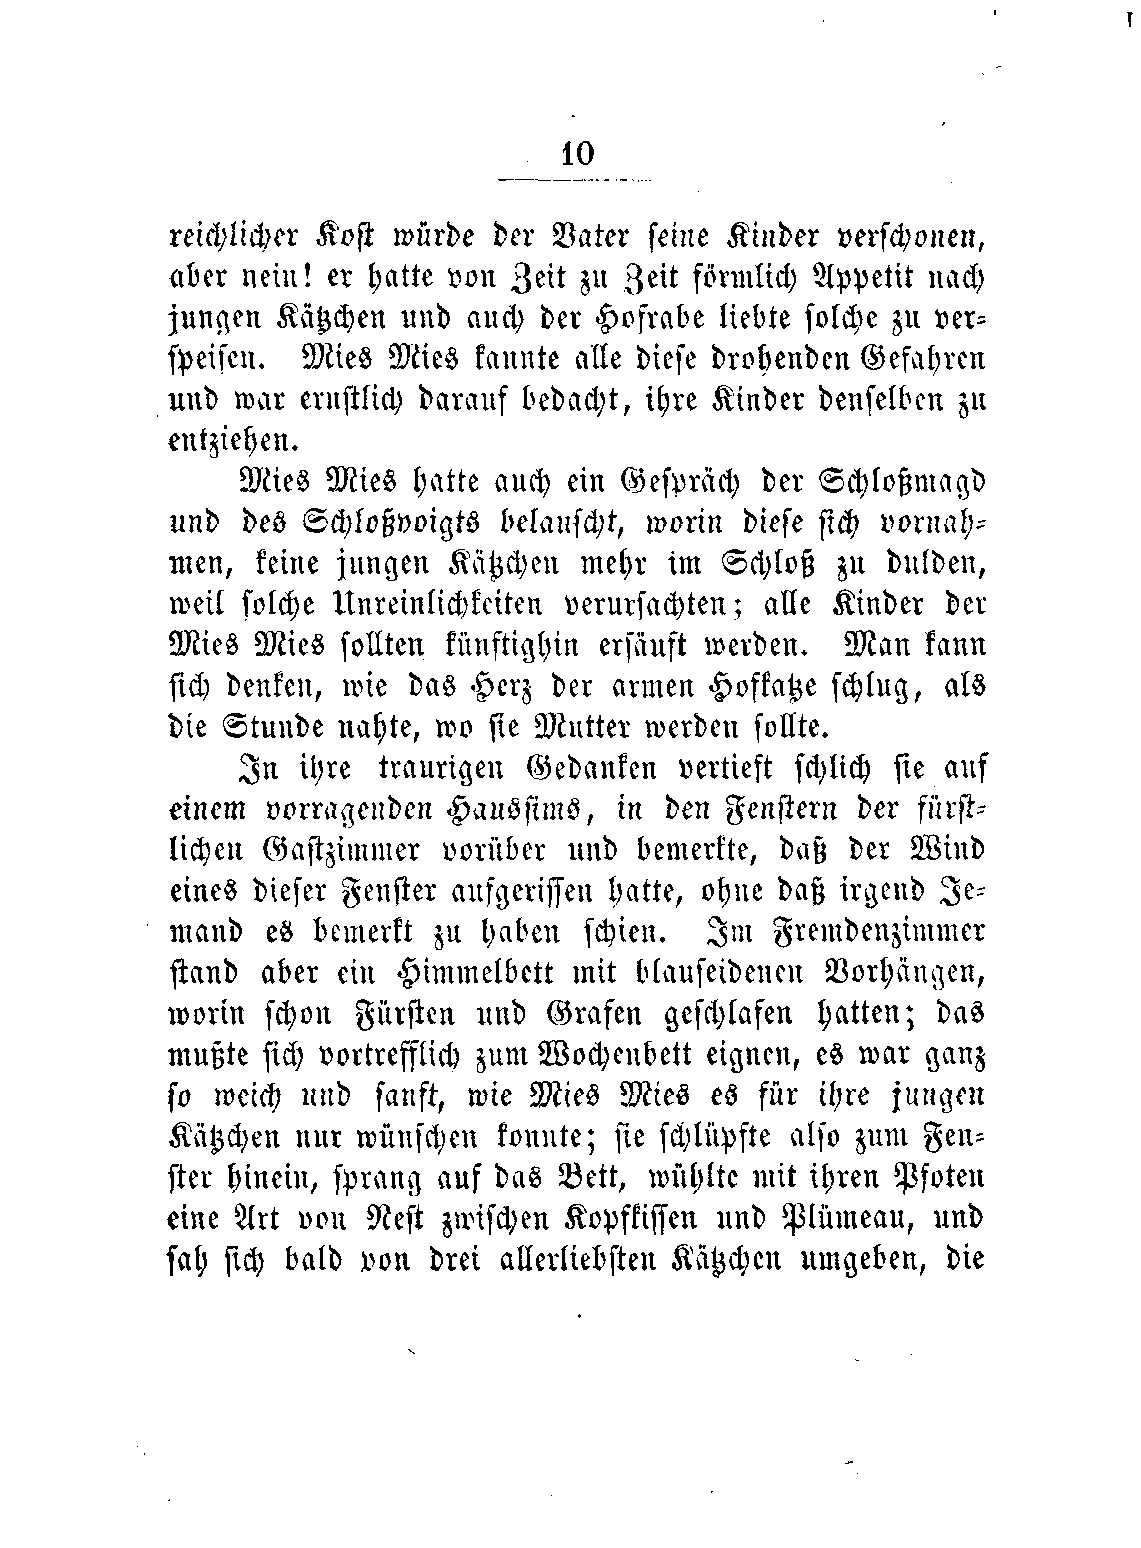 10
reichlicher Kost würde der Vater seine Kinder verschonen,
aber nein! er hatte von Zeit zu Zeit förmlich Appetit nach
jungen Kätzchen und auch der Hofrabe liebte solche zu ver-
speisen. Mies Mies kannte alle diese drohenden Gefahren
und war ernstlich darauf bedacht, ihre Kinder denselben zu
entziehen.
Mies Mies hatte auch ein Gespräch der Schloßmagd
und des Schloßvoigts belauscht, worin diese sich vornah-
men, keine jungen Kätzchen mehr im Schloß zu dulden,
weil solche Unreinlichkeiten verursachten; alle Kinder der
Mies Mies sollten künftighin ersäuft werden. Man kann
sich denken, wie das Herz der armen Hofkatze schlug, als
die Stunde nahte, wo sie Mutter werden sollte.
In ihre traurigen Gedanken vertieft schlich sie auf
einem vorragenden Haussims, in den Fenstern der fürst-
lichen Gastzimmer vorüber und bemerkte, daß der Wind
eines dieser Fenster aufgerissen hatte, ohne daß irgend Je-
mand es bemerkt zu haben schien. Im Fremdenzimmer
stand aber ein Himmelbett mit blauseidenen Vorhängen,
worin schon Fürsten und Grafen geschlafen hatten; das
mußte sich vortrefflich zum Wochenbett eignen, es war ganz
so weich und sanft, wie Mies Mies es für ihre jungen
Kätzchen nur wünschen konnte; sie schlüpfte also zum Fen-
ster hinein, sprang auf das Bett, wühlte mit ihren Pfoten
eine Art von Nest zwischen Kopfkissen und Plümeau, und
sah sich bald von drei allerliebsten Kätzchen umgeben, die